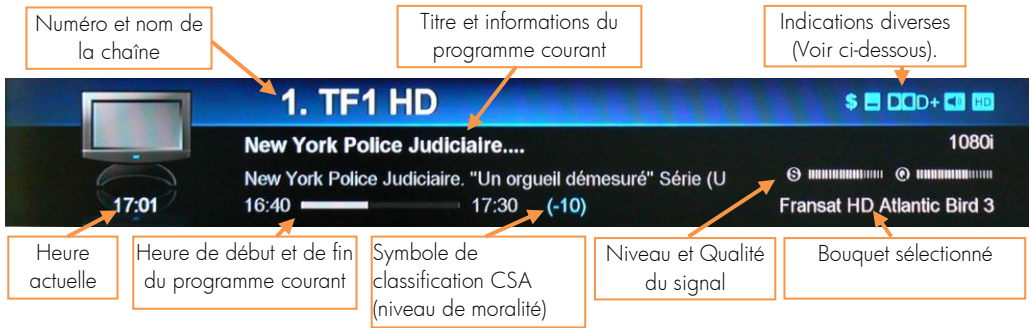 Numéro et nom de
la chaîne
Titre et informations du
programme courant
Indications diverses
(Voir ci-dessous).
1. TF1 HD
$ DD+ HD
New York Police Judiciaire....
1080i
New York Police Judiciaire. "Un orgueil démesuré" Série (U
S Q
17:01
16:40 17:30 (-10)
Fransat HD Atlantic Bird 3
Heure
actuelle
Heure de début et de fin
du programme courant
Symbole de
classification CSA
(niveau de moralité)
Niveau et Qualité
du signal
Bouquet sélectionné